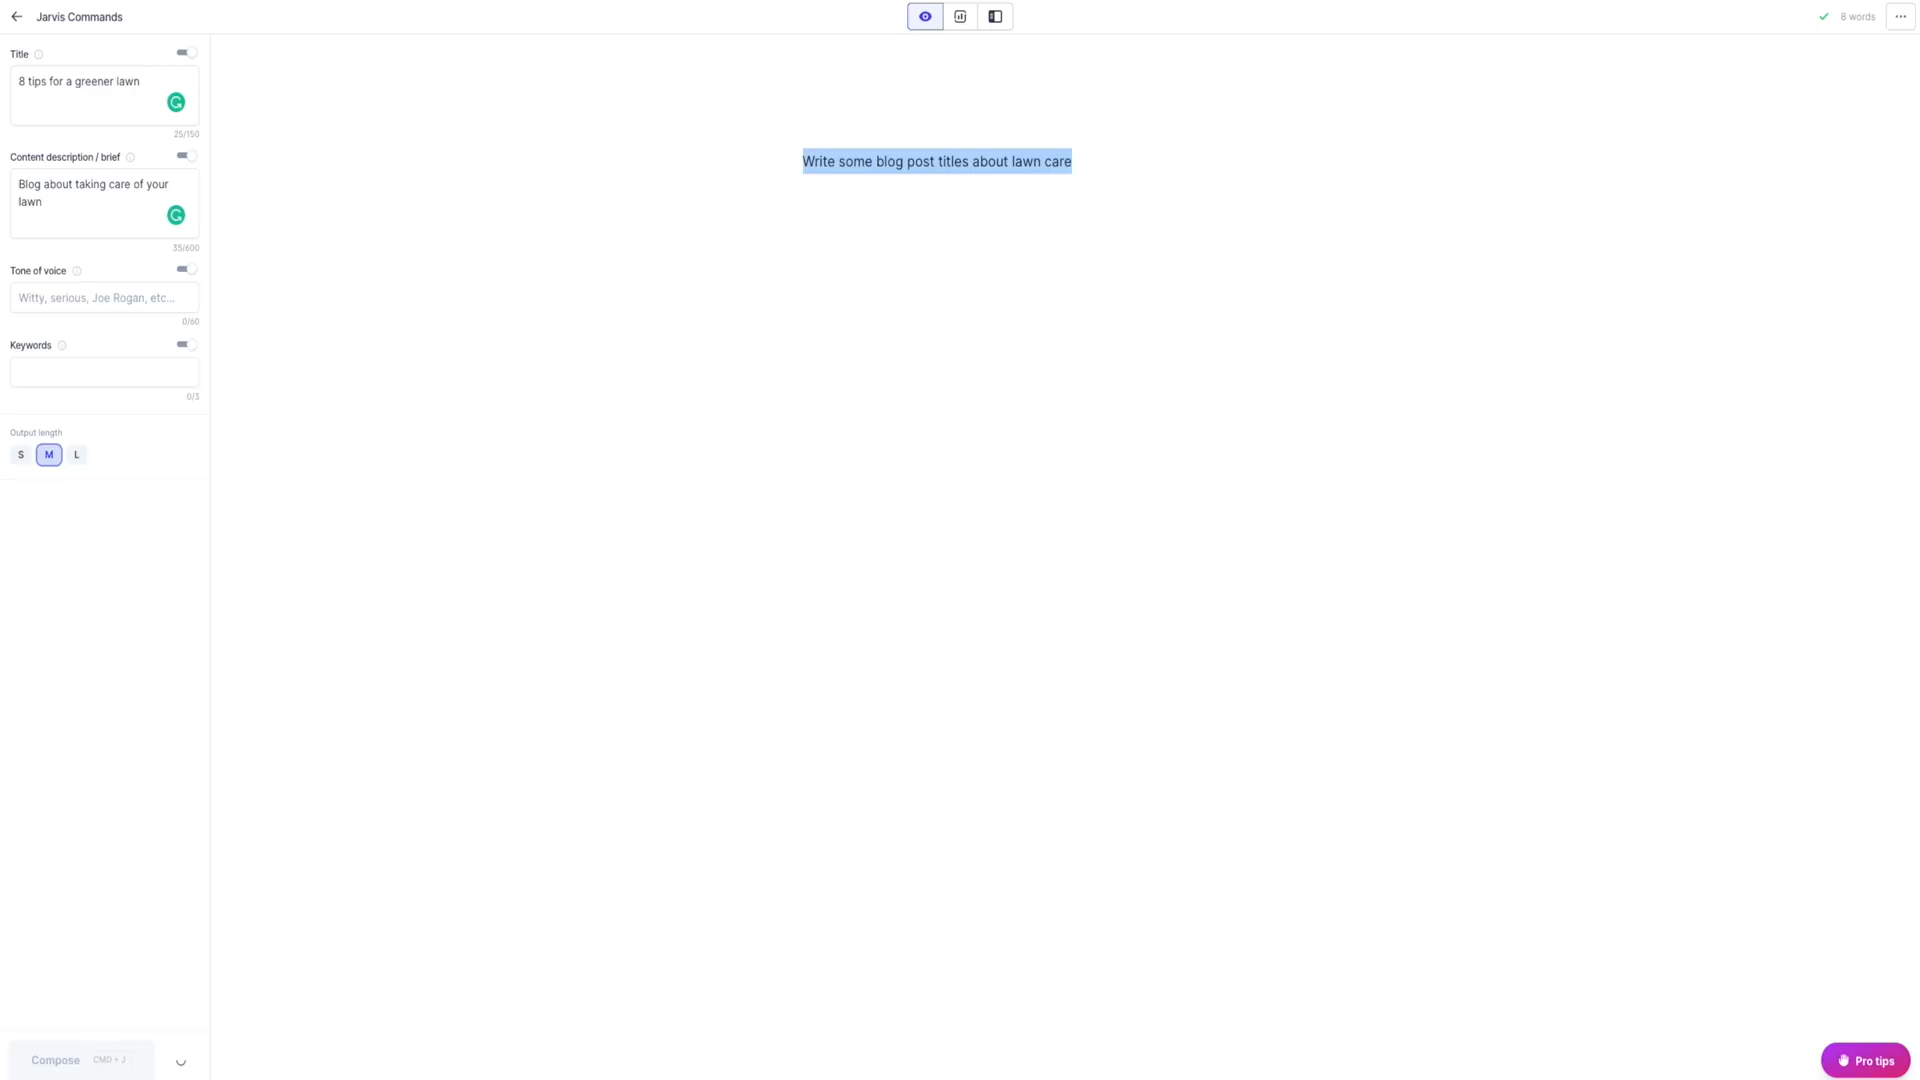 Jarvis Commands
8 words
Title
8 tips for a greener lawn
25/150
Content description / brief
Blog about taking care of your
lawn
35/600
Tone of voice
Witty, serious, Joe Rogan, etc...
0/60
Keywords
0/3
Output length
S M L
Write some blog post titles about lawn care
Compose CMD + J
Pro tips